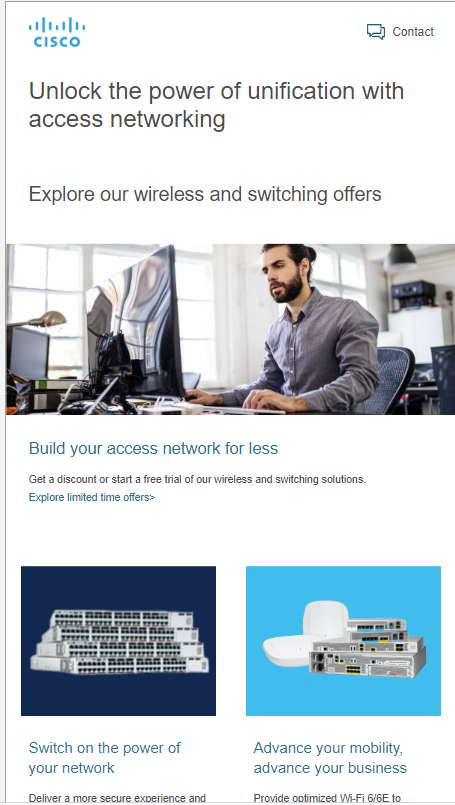 CISCO
Contact
Unlock the power of unification with
access networking
Explore our wireless and switching offers
Build your access network for less
Get a discount or start a free trial of our wireless and switching solutions.
Explore limited time offers>
Switch on the power of
your network
Deliver a more secure experience and
Advance your mobility,
advance your business
Provide optimized Wi-Fi 6/6E to